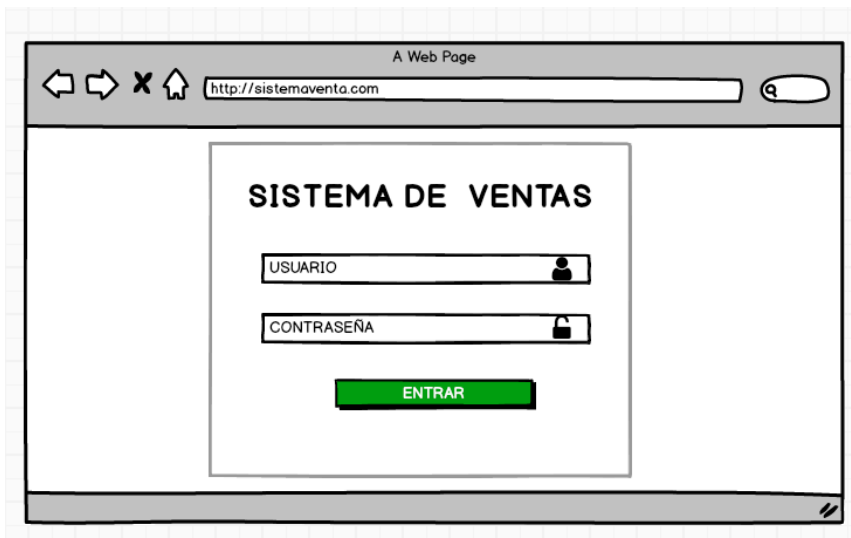 A Web Page
http://sistemaventa.com
SISTEMA DE VENTAS
USUARIO
CONTRASEÑA
ENTRAR